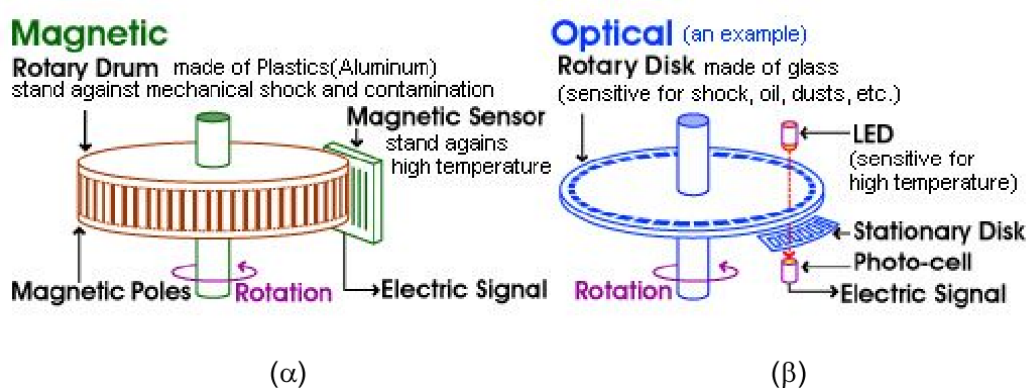 Magnetic
Rotary Drum made of Plastics(Aluminum)
stand against mechanical shock and contamination
Magnetic Sensor
stand agains
high temperature
Magnetic Poles
Rotation
Electric Signal
(α)
Optical (an example)
Rotary Disk made of glass
(sensitive for shock, oil, dusts, etc.)
LED
(sensitive for
high temperature)
Stationary Disk
Photo-cell
Rotation
Electric Signal
(β)